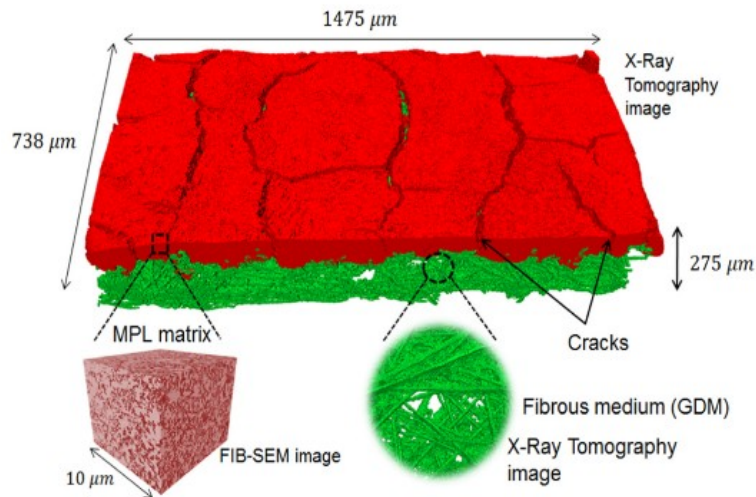 1475 μm
X-Ray
Tomography
image
738 μm
275 μm
MPL matrix
Cracks
Fibrous medium (GDM)
FIB-SEM image
X-Ray Tomography
image
10 μm